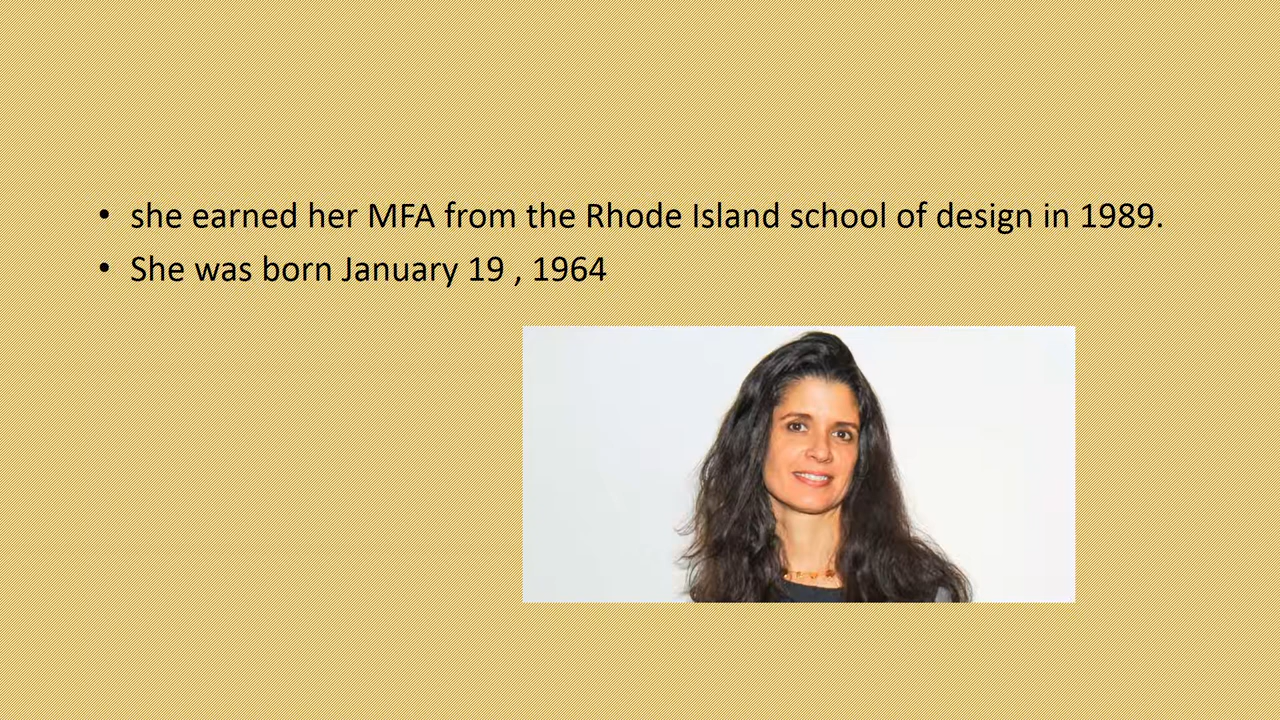 • she earned her MFA from the Rhode Island school of design in 1989.
• She was born January 19 , 1964